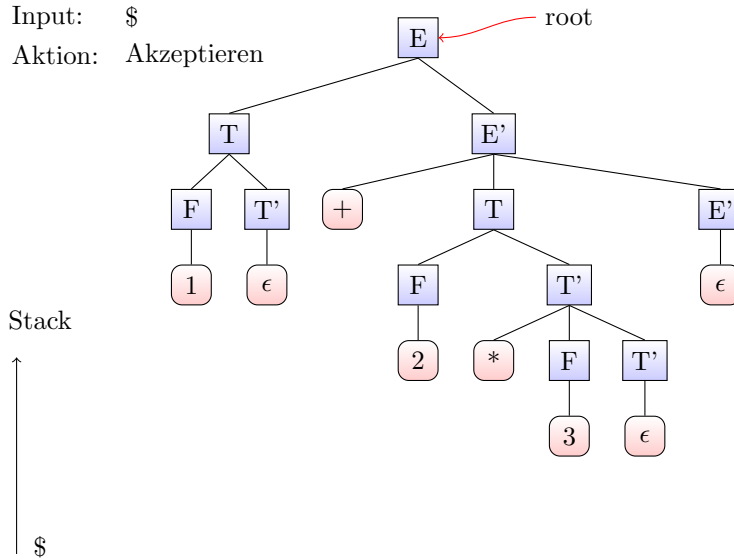 Input: $
root
E
Aktion: Akzeptieren
T E'
F T' + T E'
1 ϵ F T' ϵ
Stack
2 * F T'
3 ϵ
$